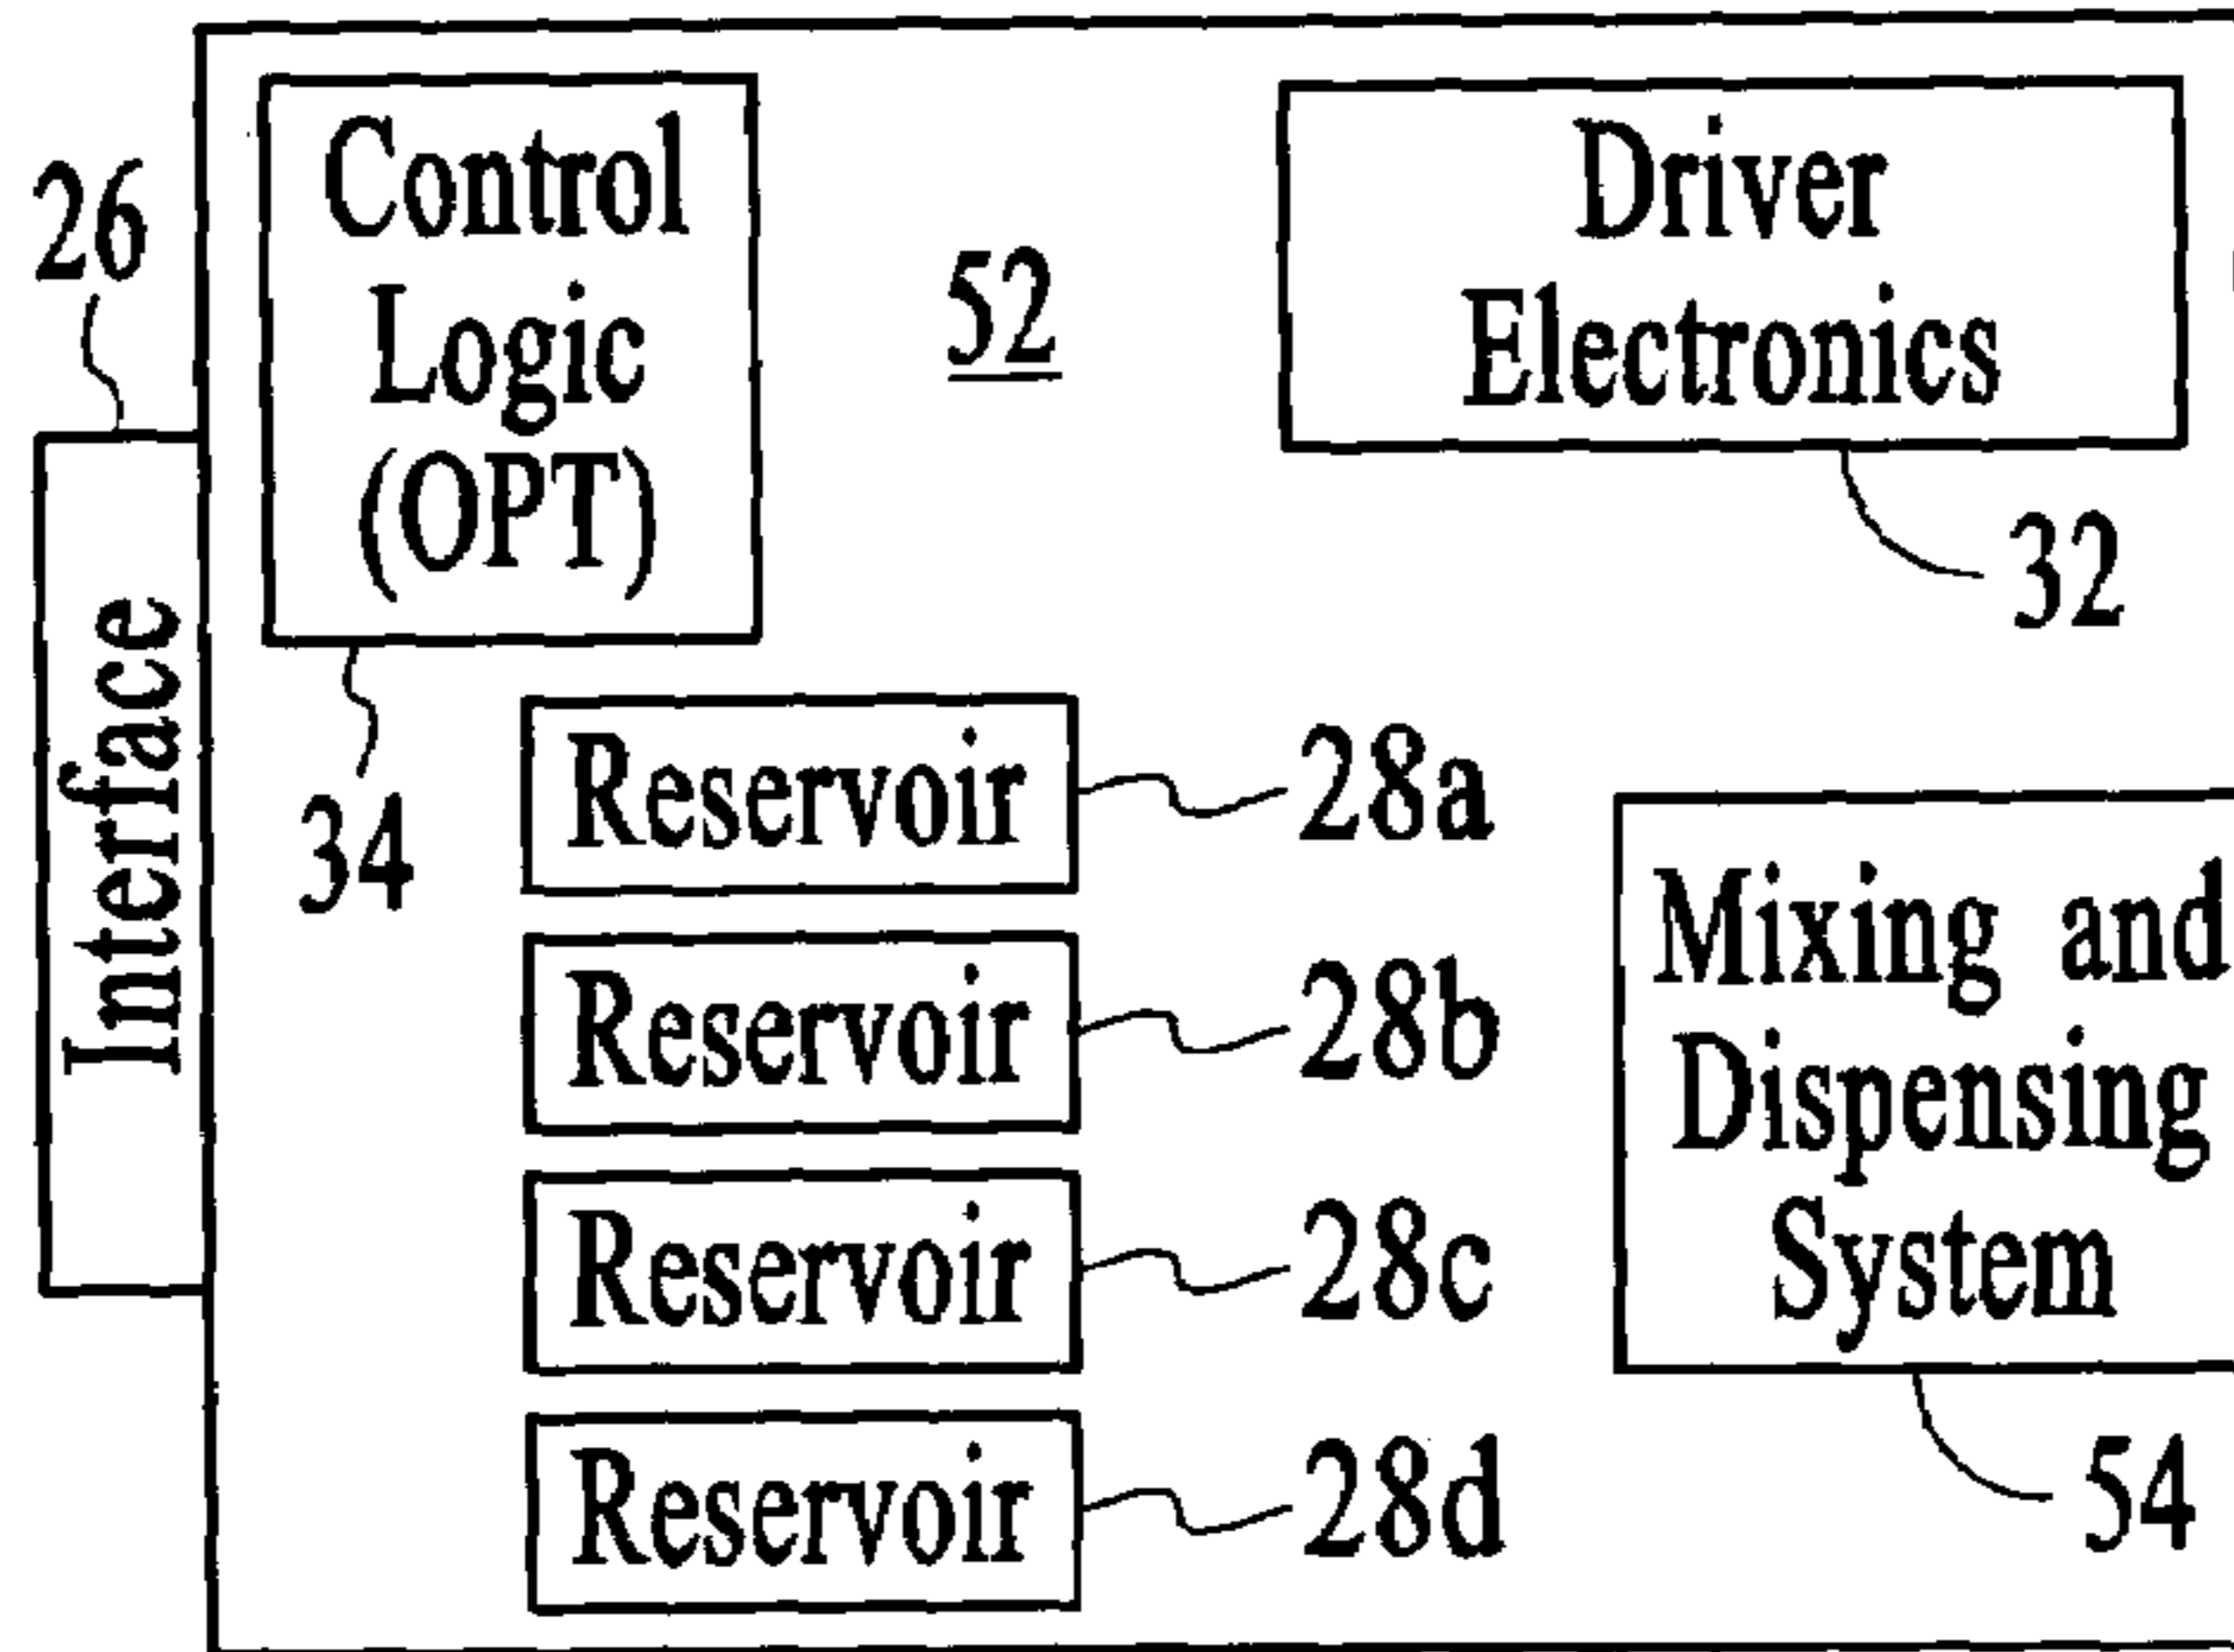 26
Interface
Control
Logic
(OPT)
34
52
Driver
Electronics
32
Reservoir
28a
Reservoir
28b
Reservoir
28c
Reservoir
28d
Mixing and
Dispensing
System
54